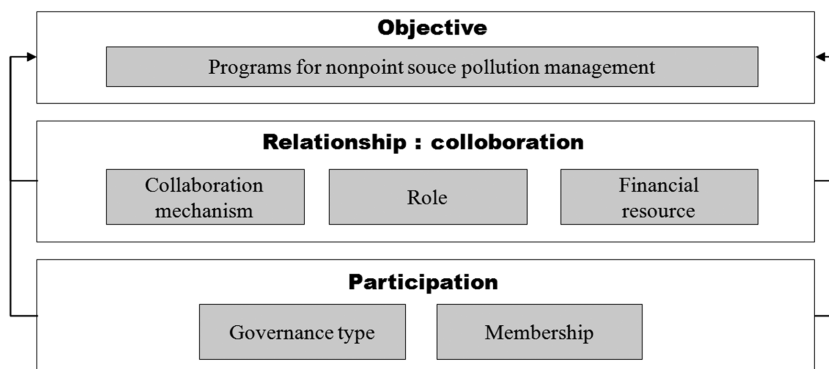 Objective
Programs for nonpoint souce pollution management
Relationship : colloboration
Collaboration
mechanism
Role
Financial
resource
Participation
Governance type
Membership